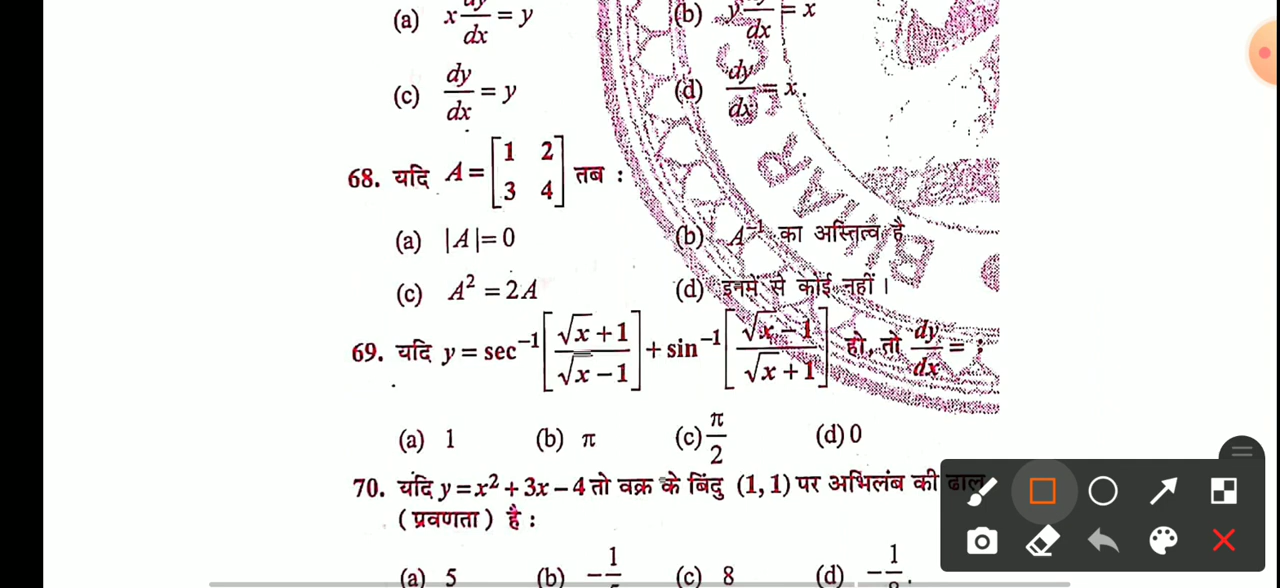 (a) x dy/dx = y (b) y dy/dx = x
(c) dy/dx = y (d) dy/dx = x.
68. यदि A = [1 2; 3 4] तब :
(a) |A|=0 (b) A⁻¹ का अस्तित्व है
(c) A² = 2A (d) इनमें से कोई नहीं ।
69. यदि y = sec⁻¹[(√x+1)/(√x−1)] + sin⁻¹[(√x−1)/(√x+1)] हो, तो dy/dx = ?
(a) 1 (b) π (c) π/2 (d) 0
70. यदि y = x² + 3x − 4 तो वक्र के बिंदु (1, 1) पर अभिलंब की ढाल
(प्रवणता) है :
(a) 5 (b) (c) 8 (d)
BIHAR